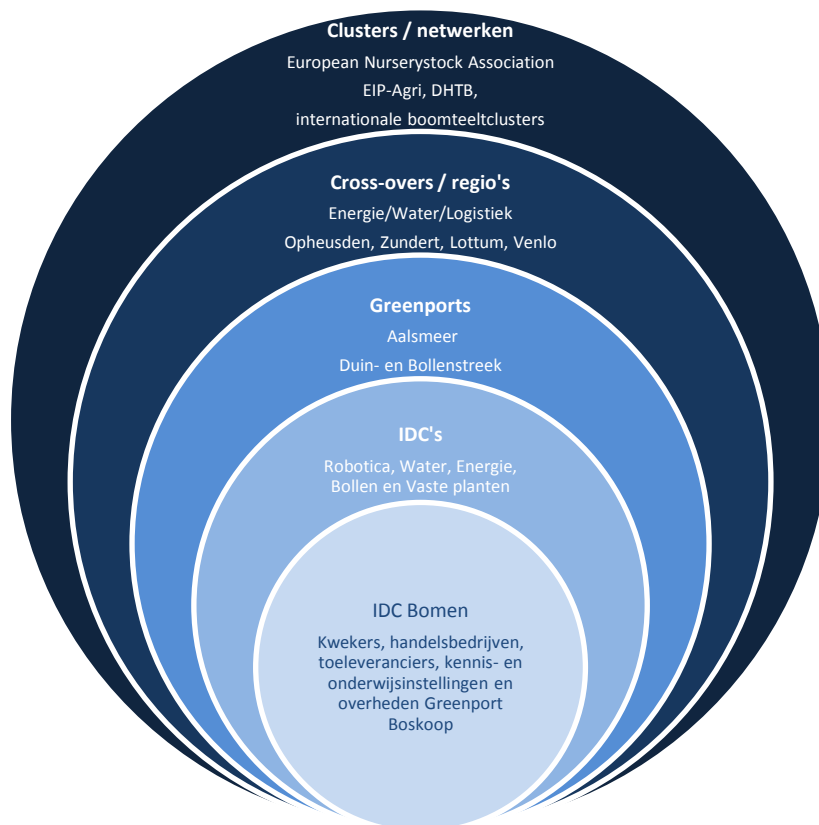 Clusters / netwerken
European Nurserystock Association
EIP-Agri, DHTB,
internationale boomteeltclusters
Cross-overs / regio's
Energie/Water/Logistiek
Opheusden, Zundert, Lottum, Venlo
Greenports
Aalsmeer
Duin- en Bollenstreek
IDC's
Robotica, Water, Energie,
Bollen en Vaste planten
IDC Bomen
Kwekers, handelsbedrijven,
toeleveranciers, kennis- en
onderwijsinstellingen en
overheden Greenport
Boskoop